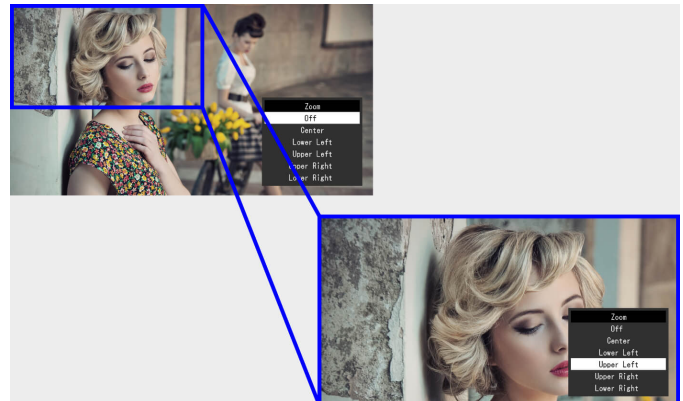 Zoom
Off
Center
Lower Left
Upper Left
Upper Right
Lower Right
Zoom
Off
Center
Lower Left
Upper Left
Upper Right
Lower Right